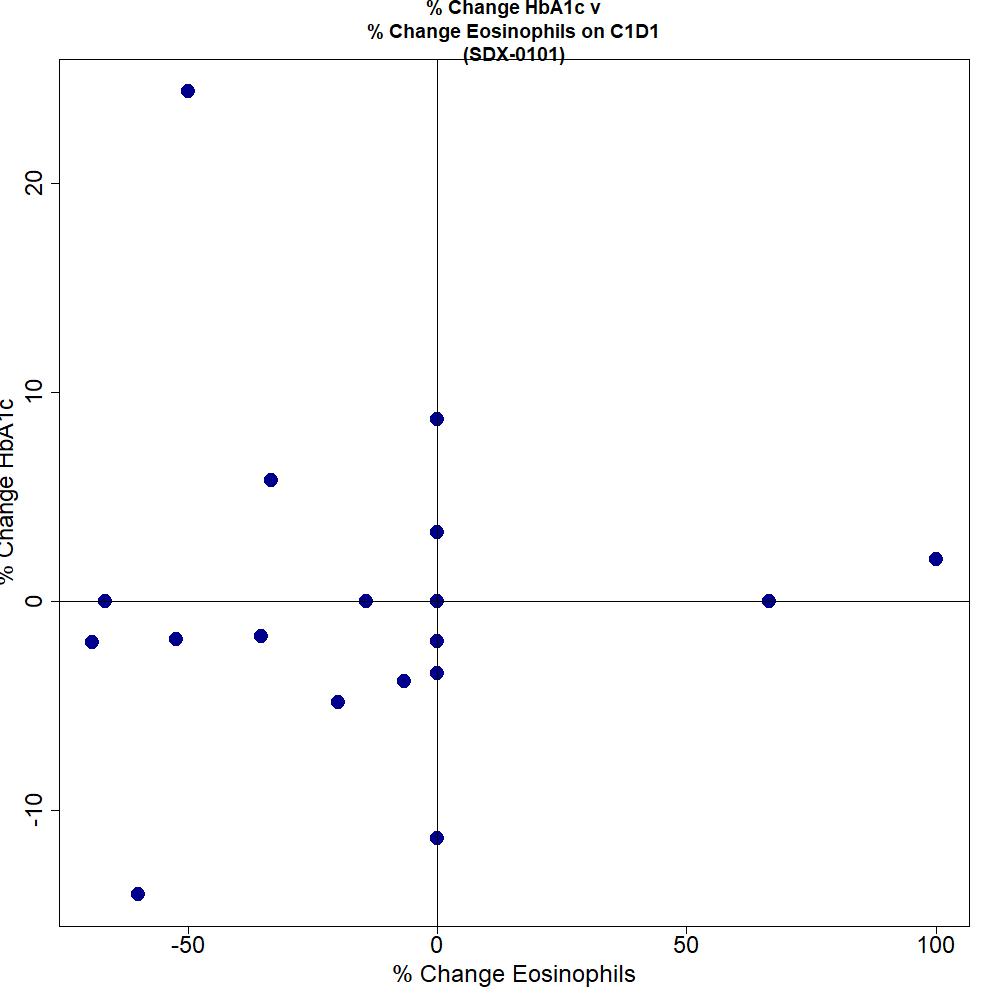 % Change HbA1c v
% Change Eosinophils on C1D1
(SDX-0101)
% Change HbA1c
20
10
0
-10
-50
0
50
100
% Change Eosinophils